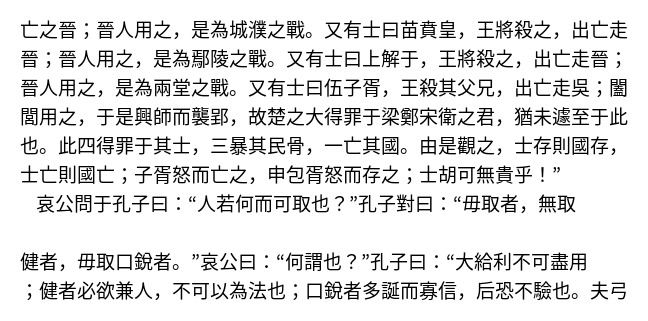 亡之晉；晉人用之，是為城濮之戰。又有士曰苗賁皇，王將殺之，出亡走
晉；晉人用之，是為鄢陵之戰。又有士曰上解于，王將殺之，出亡走晉；
晉人用之，是為兩堂之戰。又有士曰伍子胥，王殺其父兄，出亡走吳；闔
閭用之，于是興師而襲郢，故楚之大得罪于梁鄭宋衛之君，猶未遽至于此
也。此四得罪于其士，三暴其民骨，一亡其國。由是觀之，士存則國存，
士亡則國亡；子胥怒而亡之，申包胥怒而存之；士胡可無貴乎！”
哀公問于孔子曰：“人若何而可取也？”孔子對曰：“毋取者，無取
健者，毋取口銳者。”哀公曰：“何謂也？”孔子曰：“大給利不可盡用
；健者必欲兼人，不可以為法也；口銳者多誕而寡信，后恐不驗也。夫弓